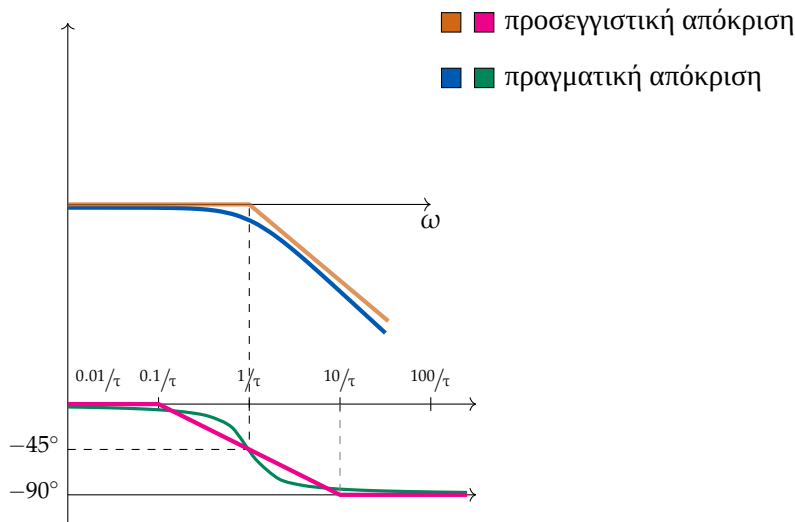 προσεγγιστική απόκριση
πραγματική απόκριση
ω
0.01/τ 0.1/τ 1/τ 10/τ 100/τ
−45°
−90°